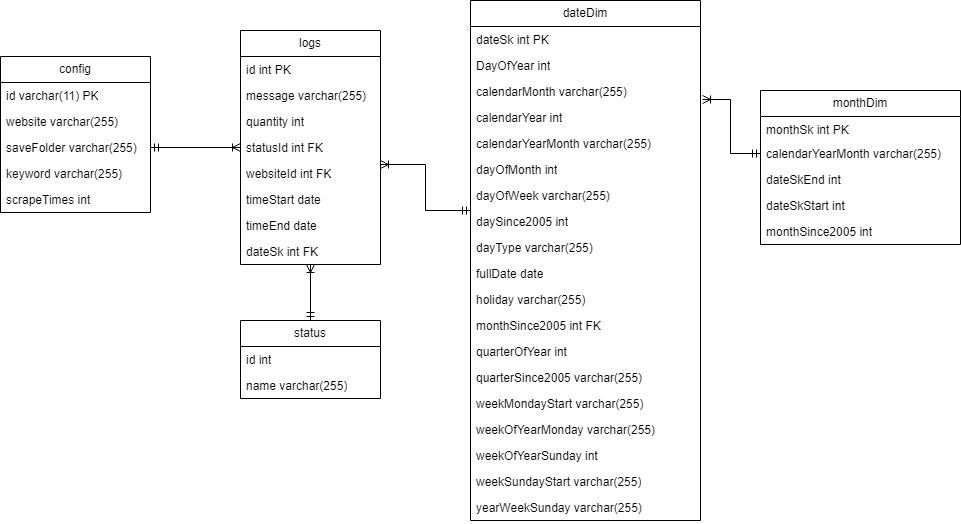 config
id varchar(11) PK
website varchar(255)
saveFolder varchar(255)
keyword varchar(255)
scrapeTimes int
logs
id int PK
message varchar(255)
quantity int
statusId int FK
websiteId int FK
timeStart date
timeEnd date
dateSk int FK
status
id int
name varchar(255)
dateDim
dateSk int PK
DayOfYear int
calendarMonth varchar(255)
calendarYear int
calendarYearMonth varchar(255)
dayOfMonth int
dayOfWeek varchar(255)
daySince2005 int
dayType varchar(255)
fullDate date
holiday varchar(255)
monthSince2005 int FK
quarterOfYear int
quarterSince2005 varchar(255)
weekMondayStart varchar(255)
weekOfYearMonday varchar(255)
weekOfYearSunday int
weekSundayStart varchar(255)
yearWeekSunday varchar(255)
monthDim
monthSk int PK
calendarYearMonth varchar(255)
dateSkEnd int
dateSkStart int
monthSince2005 int